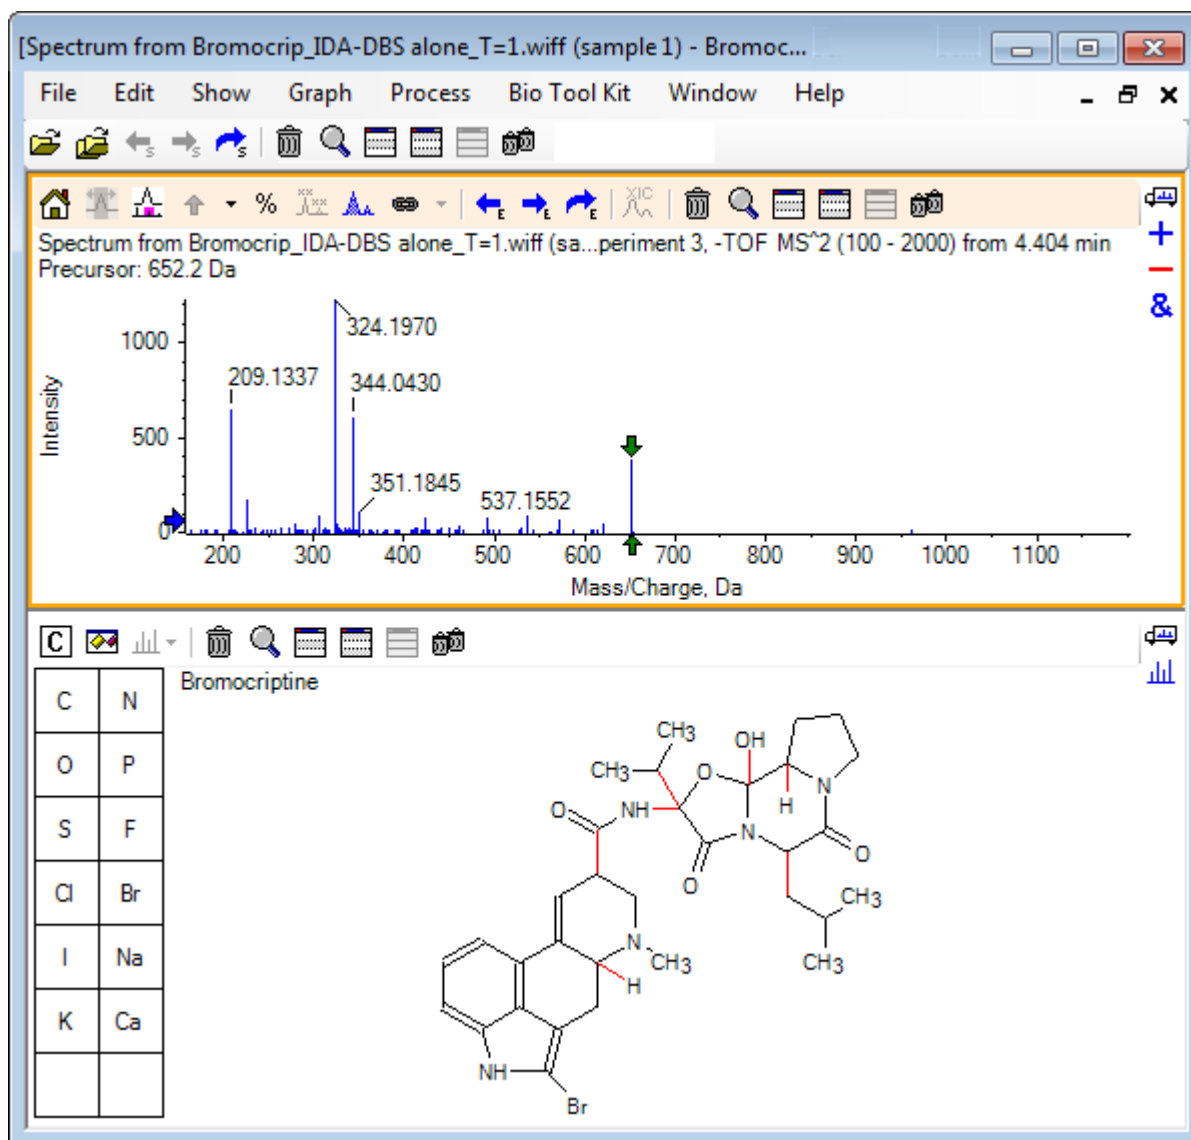 [Spectrum from Bromocrip_IDA-DBS alone_T=1.wiff (sample 1) - Bromoc...
File Edit Show Graph Process Bio Tool Kit Window Help
S S S
% xx xx E E E XIC
Spectrum from Bromocrip_IDA-DBS alone_T=1.wiff (sa...periment 3, -TOF MS^2 (100 - 2000) from 4.404 min
Precursor: 652.2 Da
+
&
Intensity
1000
500
0
324.1970
209.1337
344.0430
351.1845
537.1552
200 300 400 500 600 700 800 900 1000 1100
Mass/Charge, Da
C
Bromocriptine
C N
O P
S F
Cl Br
I Na
K Ca
CH3 OH
CH3 O
O NH H N
N
O O
CH3
N
CH3 CH3
H
NH
Br